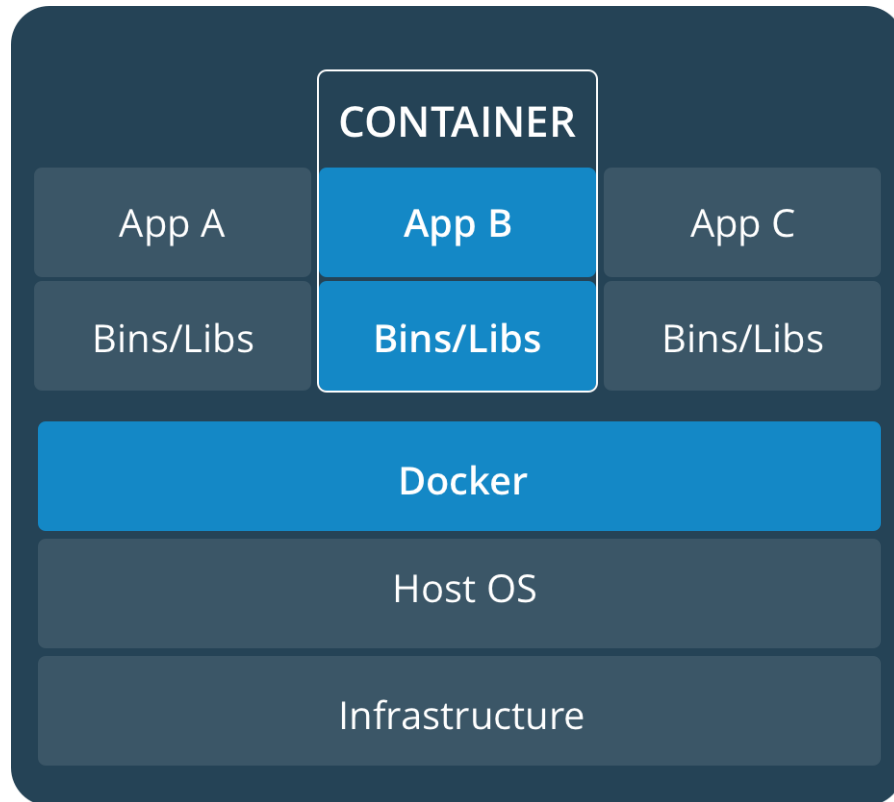 CONTAINER
App A
App B
App C
Bins/Libs
Bins/Libs
Bins/Libs
Docker
Host OS
Infrastructure